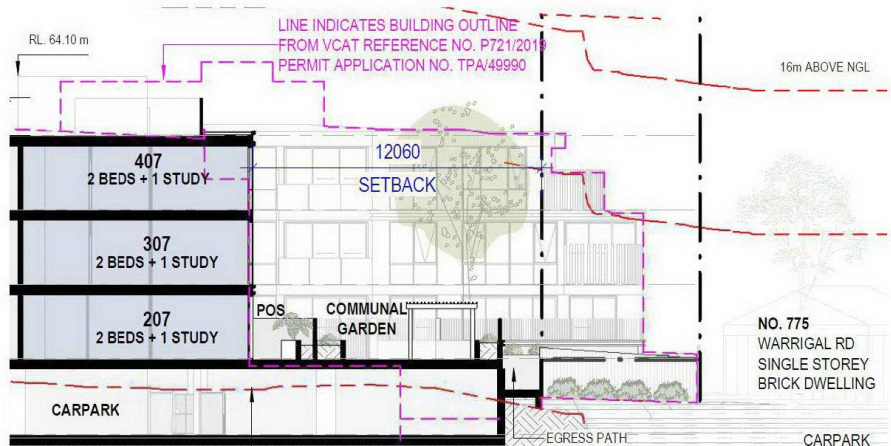 RL. 64.10 m
LINE INDICATES BUILDING OUTLINE
FROM VCAT REFERENCE NO. P721/2019
PERMIT APPLICATION NO. TPA/49990
16m ABOVE NGL
407
2 BEDS + 1 STUDY
12060
SETBACK
307
2 BEDS + 1 STUDY
207
2 BEDS + 1 STUDY
POS
COMMUNAL
GARDEN
NO. 775
WARRIGAL RD
SINGLE STOREY
BRICK DWELLING
CARPARK
EGRESS PATH
CARPARK